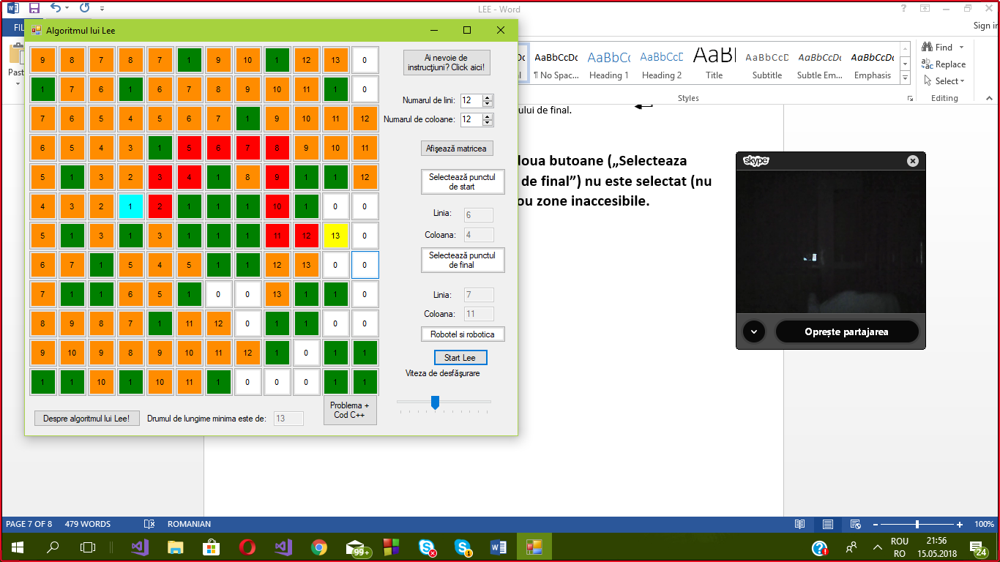 LEE - Word
FIL
Sign in
Past
AaBbCcDc
¶ No Spac...
AaBbCc
Heading 1
AaBbCcD
Heading 2
AaBl
Title
AaBbCcD
Subtitle
AaBbCcDt
Subtle Em...
AaBbCcDt
Emphasis
Styles
Find
Replace
Select
Editing
Algoritmul lui Lee
9 8 7 8 7 1 9 10 1 12 13 0
1 7 6 1 6 7 8 9 10 11 1 0
7 6 5 4 5 6 7 1 9 10 11 12
6 5 4 3 1 5 6 7 8 9 10 11
5 1 3 2 3 4 1 8 9 1 1 12
4 3 2 1 2 1 1 1 10 1 0 0
5 1 3 1 3 1 1 1 11 12 13 0
6 7 1 5 4 5 1 1 12 13 0 0
7 1 1 6 5 1 0 0 13 1 1 0
8 9 8 7 1 11 12 0 1 1 0 0
9 10 9 8 9 10 11 12 1 0 1 1
1 1 10 1 10 11 1 0 0 0 1 1
Ai nevoie de
instrucţiuni? Click aici!
Numarul de lini: 12
Numarul de coloane: 12
Afişează matricea
Selectează punctul
de start
Linia: 6
Coloana: 4
Selectează punctul
de final
Linia: 7
Coloana: 11
Robotel si robotica
Start Lee
Viteza de desfăşurare
Despre algoritmul lui Lee!
Drumul de lungime minima este de: 13
Problema +
Cod C++
ului de final.
doua butoane („Selecteaza
de final”) nu este selectat (nu
ou zone inaccesibile.
skype
Oprește partajarea
PAGE 7 OF 8
479 WORDS
ROMANIAN
100%
99+
1
ROU
RO
21:56
15.05.2018
24